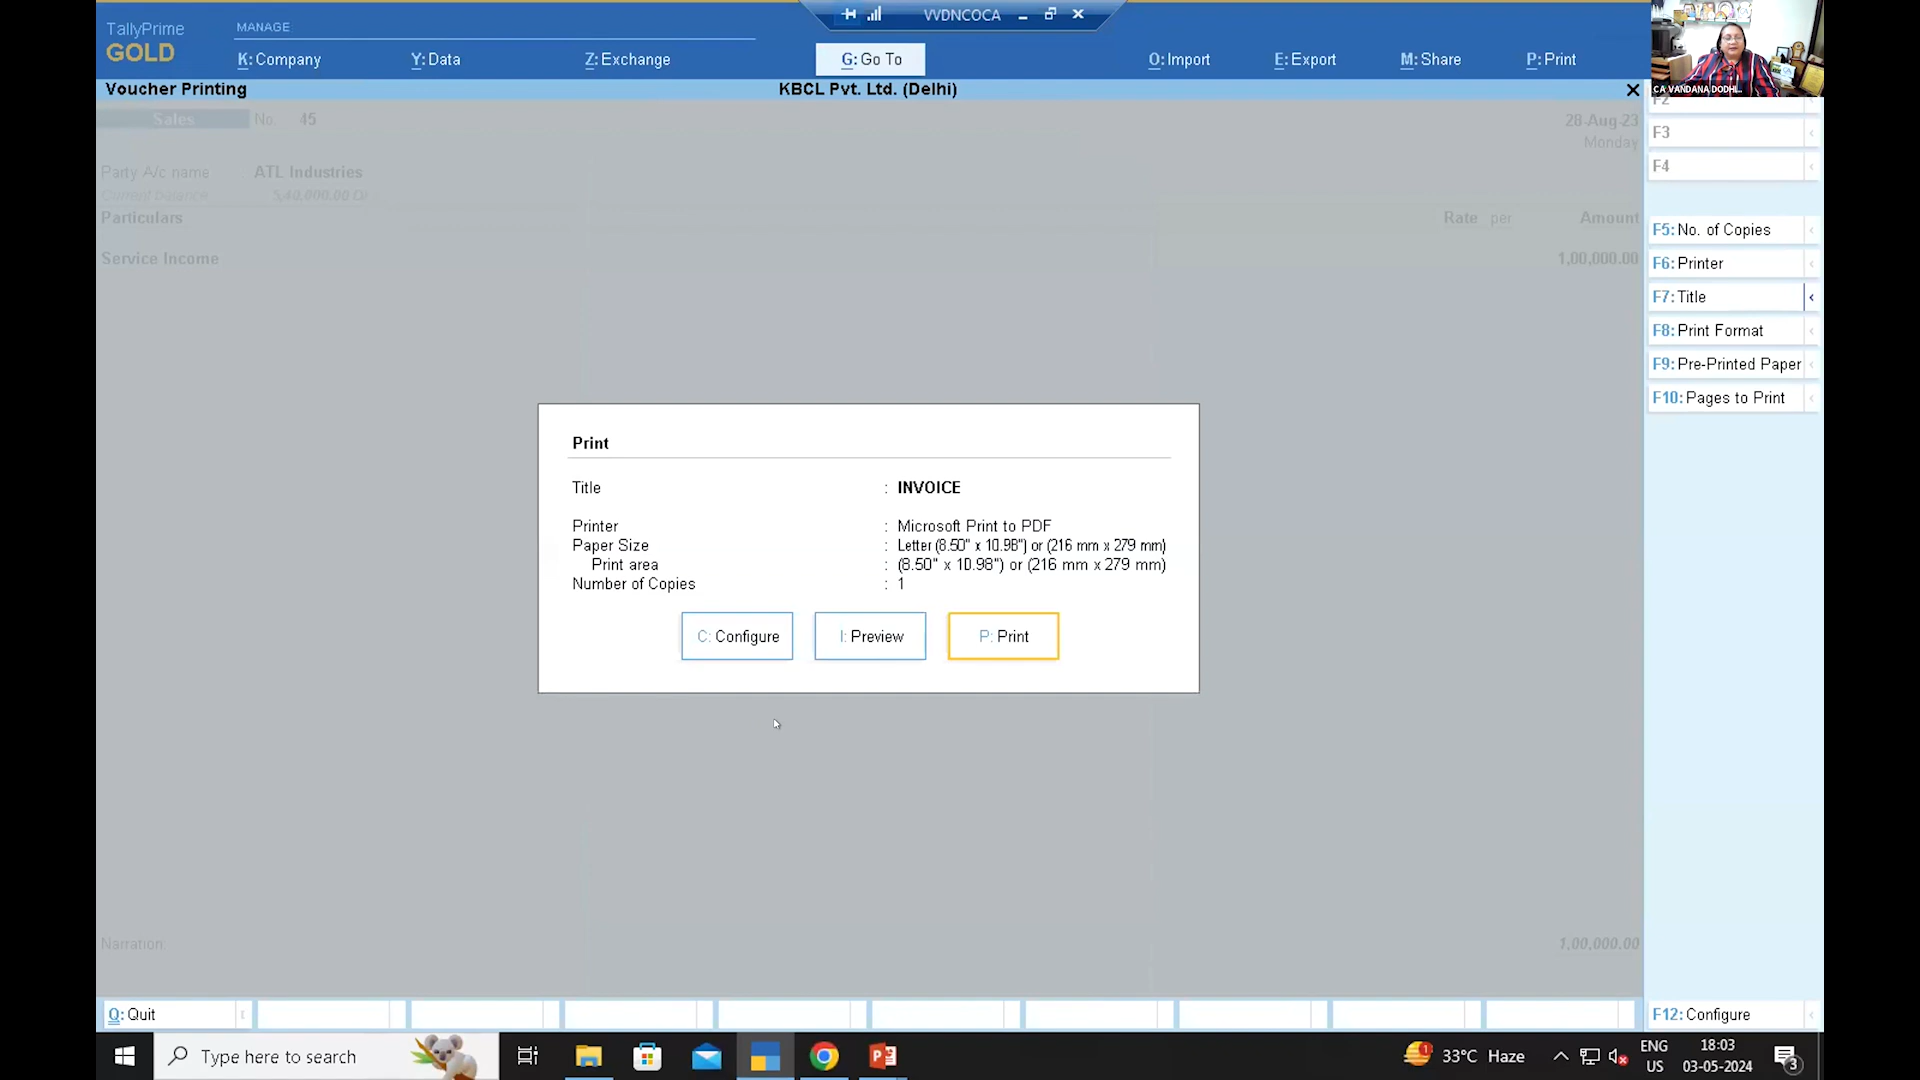 TallyPrime
GOLD
MANAGE
K: Company
Y: Data
Z: Exchange
G: Go To
O: Import
E: Export
M: Share
P: Print
VVDNCOCA
Voucher Printing
KBCL Pvt. Ltd. (Delhi)
CA VANDANA DODHI...
Sales
No. 45
28-Aug-23
Monday
Party A/c name
ATL Industries
Current balance
5,40,000.00 Dr
Particulars
Rate per
Amount
Service Income
1,00,000.00
Print
Title : INVOICE
Printer : Microsoft Print to PDF
Paper Size : Letter (8.50" x 10.98") or (216 mm x 279 mm)
Print area : (8.50" x 10.98") or (216 mm x 279 mm)
Number of Copies : 1
C: Configure
I: Preview
P: Print
Narration
1,00,000.00
F2
F3
F4
F5: No. of Copies
F6: Printer
F7: Title
F8: Print Format
F9: Pre-Printed Paper
F10: Pages to Print
Q: Quit
F12: Configure
Type here to search
1
33°C Haze
ENG
US
18:03
03-05-2024
3